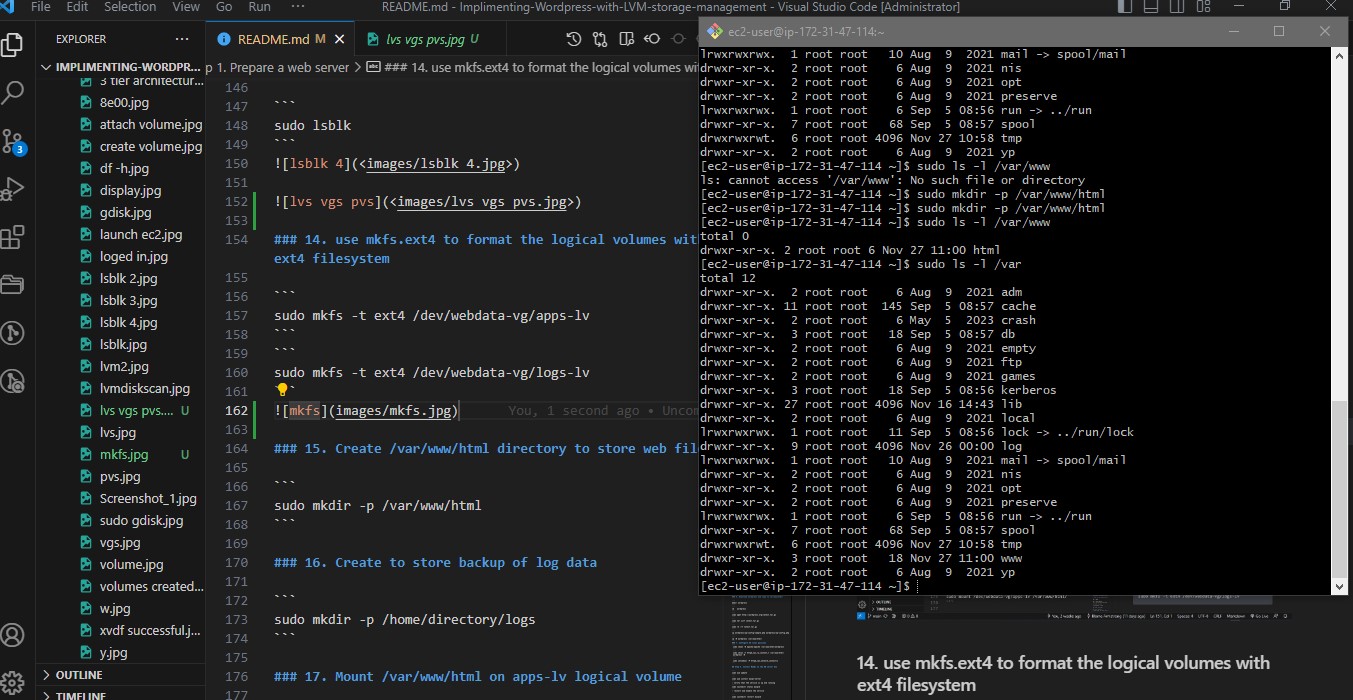 File Edit Selection View Go Run ··· README.md - Implimenting-Wordpress-with-LVM-storage-management - Visual Studio Code [Administrator]
EXPLORER ···
IMPLIMENTING-WORDPR...
3 tier architectur...
8e00.jpg
attach volume.jpg
create volume.jpg
df -h.jpg
display.jpg
gdisk.jpg
launch ec2.jpg
loged in.jpg
lsblk 2.jpg
lsblk 3.jpg
lsblk 4.jpg
lsblk.jpg
lvm2.jpg
lvmdiskscan.jpg
lvs vgs pvs.... U
lvs.jpg
mkfs.jpg U
pvs.jpg
Screenshot_1.jpg
sudo gdisk.jpg
vgs.jpg
volume.jpg
volumes created...
w.jpg
xvdf successful.j...
y.jpg
OUTLINE
TIMELINE
3
README.md M
lvs vgs pvs.jpg U
p 1. Prepare a web server > ### 14. use mkfs.ext4 to format the logical volumes wi
146
147 ```
148 sudo lsblk
149 ```
150 ![lsblk 4](<images/lsblk 4.jpg>)
151
152 ![lvs vgs pvs](<images/lvs vgs pvs.jpg>)
153
154 ### 14. use mkfs.ext4 to format the logical volumes wit
ext4 filesystem
155
156 ```
157 sudo mkfs -t ext4 /dev/webdata-vg/apps-lv
158 ```
159 ```
160 sudo mkfs -t ext4 /dev/webdata-vg/logs-lv
161 ```
162 ![mkfs](images/mkfs.jpg) You, 1 second ago • Uncom
163
164 ### 15. Create /var/www/html directory to store web fil
165
166 ```
167 sudo mkdir -p /var/www/html
168 ```
169
170 ### 16. Create to store backup of log data
171
172 ```
173 sudo mkdir -p /home/directory/logs
174 ```
175
176 ### 17. Mount /var/www/html on apps-lv logical volume
177
ec2-user@ip-172-31-47-114:~
lrwxrwxrwx. 1 root root 10 Aug 9 2021 mail -> spool/mail
drwxr-xr-x. 2 root root 6 Aug 9 2021 nis
drwxr-xr-x. 2 root root 6 Aug 9 2021 opt
drwxr-xr-x. 2 root root 6 Aug 9 2021 preserve
lrwxrwxrwx. 1 root root 6 Sep 5 08:56 run -> ../run
drwxr-xr-x. 7 root root 68 Sep 5 08:57 spool
drwxrwxrwt. 6 root root 4096 Nov 27 10:58 tmp
drwxr-xr-x. 2 root root 6 Aug 9 2021 yp
[ec2-user@ip-172-31-47-114 ~]$ sudo ls -l /var/www
ls: cannot access '/var/www': No such file or directory
[ec2-user@ip-172-31-47-114 ~]$ sudo mkdir -p /var/www/html
[ec2-user@ip-172-31-47-114 ~]$ sudo mkdir -p /var/www/html
[ec2-user@ip-172-31-47-114 ~]$ sudo ls -l /var/www
total 0
drwxr-xr-x. 2 root root 6 Nov 27 11:00 html
[ec2-user@ip-172-31-47-114 ~]$ sudo ls -l /var
total 12
drwxr-xr-x. 2 root root 6 Aug 9 2021 adm
drwxr-xr-x. 11 root root 145 Sep 5 08:57 cache
drwxr-xr-x. 2 root root 6 May 5 2023 crash
drwxr-xr-x. 3 root root 18 Sep 5 08:57 db
drwxr-xr-x. 2 root root 6 Aug 9 2021 empty
drwxr-xr-x. 2 root root 6 Aug 9 2021 ftp
drwxr-xr-x. 2 root root 6 Aug 9 2021 games
drwxr-xr-x. 3 root root 18 Sep 5 08:56 kerberos
drwxr-xr-x. 27 root root 4096 Nov 16 14:43 lib
drwxr-xr-x. 2 root root 6 Aug 9 2021 local
lrwxrwxrwx. 1 root root 11 Sep 5 08:56 lock -> ../run/lock
drwxr-xr-x. 9 root root 4096 Nov 26 00:00 log
lrwxrwxrwx. 1 root root 10 Aug 9 2021 mail -> spool/mail
drwxr-xr-x. 2 root root 6 Aug 9 2021 nis
drwxr-xr-x. 2 root root 6 Aug 9 2021 opt
drwxr-xr-x. 2 root root 6 Aug 9 2021 preserve
lrwxrwxrwx. 1 root root 6 Sep 5 08:56 run -> ../run
drwxr-xr-x. 7 root root 68 Sep 5 08:57 spool
drwxrwxrwt. 6 root root 4096 Nov 27 10:58 tmp
drwxr-xr-x. 3 root root 18 Nov 27 11:00 www
drwxr-xr-x. 2 root root 6 Aug 9 2021 yp
[ec2-user@ip-172-31-47-114 ~]$
OUTLINE
TIMELINE
14. use mkfs.ext4 to format the logical volumes with
ext4 filesystem